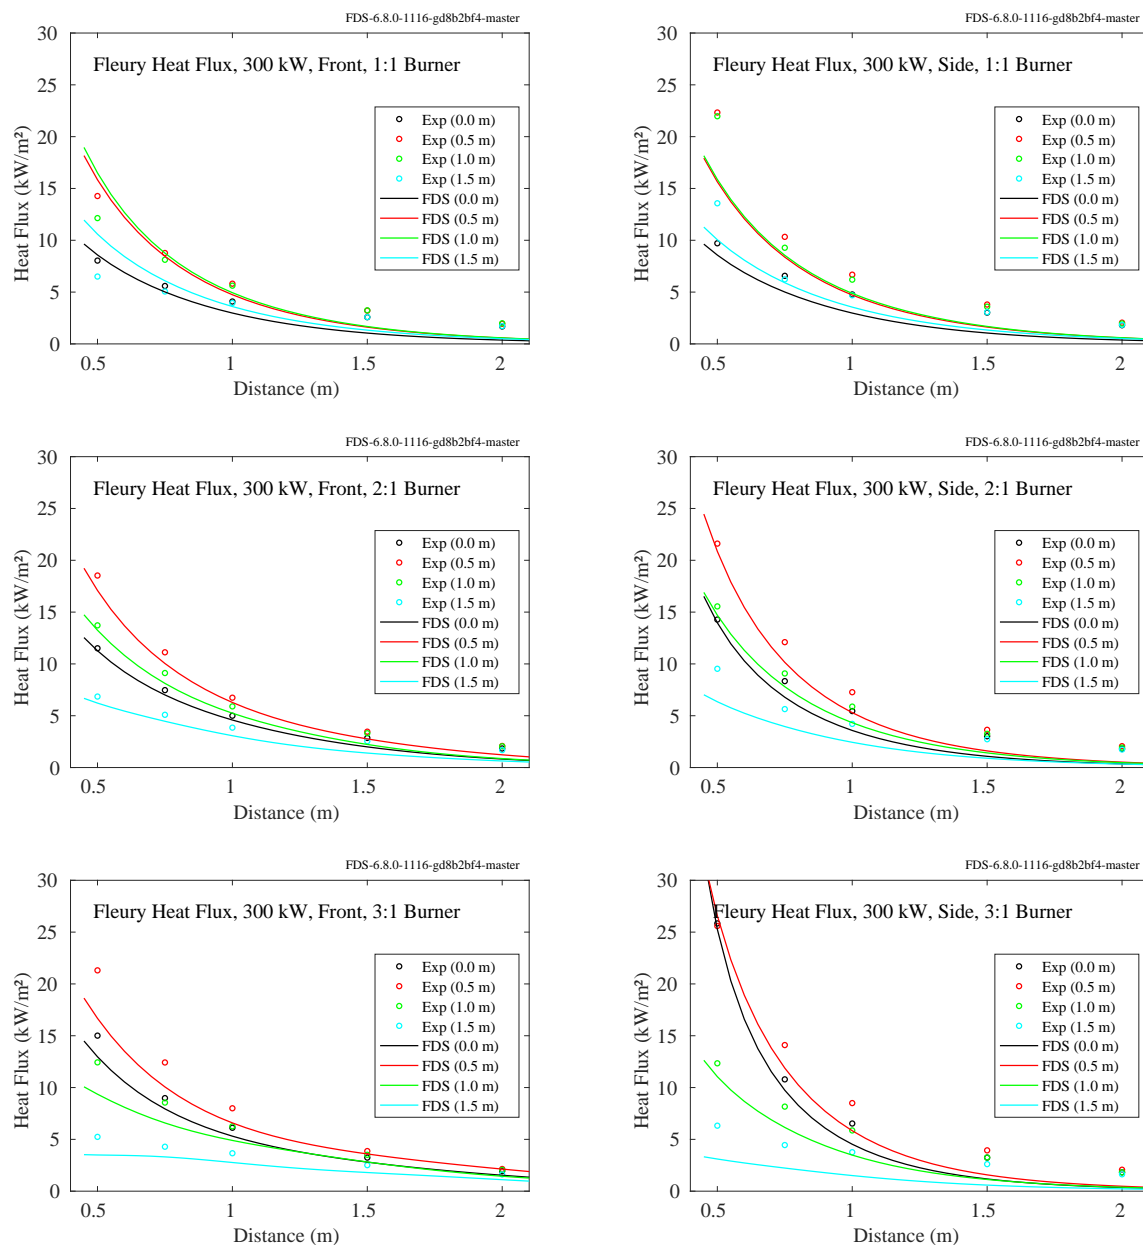 FDS-6.8.0-1116-gd8b2bf4-master
Fleury Heat Flux, 300 kW, Front, 1:1 Burner
Heat Flux (kW/m²)
30
25
20
15
10
5
0
Exp (0.0 m)
Exp (0.5 m)
Exp (1.0 m)
Exp (1.5 m)
FDS (0.0 m)
FDS (0.5 m)
FDS (1.0 m)
FDS (1.5 m)
0.5 1 1.5 2
Distance (m)
FDS-6.8.0-1116-gd8b2bf4-master
Fleury Heat Flux, 300 kW, Side, 1:1 Burner
Heat Flux (kW/m²)
30
25
20
15
10
5
0
Exp (0.0 m)
Exp (0.5 m)
Exp (1.0 m)
Exp (1.5 m)
FDS (0.0 m)
FDS (0.5 m)
FDS (1.0 m)
FDS (1.5 m)
0.5 1 1.5 2
Distance (m)
FDS-6.8.0-1116-gd8b2bf4-master
Fleury Heat Flux, 300 kW, Front, 2:1 Burner
Heat Flux (kW/m²)
30
25
20
15
10
5
0
Exp (0.0 m)
Exp (0.5 m)
Exp (1.0 m)
Exp (1.5 m)
FDS (0.0 m)
FDS (0.5 m)
FDS (1.0 m)
FDS (1.5 m)
0.5 1 1.5 2
Distance (m)
FDS-6.8.0-1116-gd8b2bf4-master
Fleury Heat Flux, 300 kW, Side, 2:1 Burner
Heat Flux (kW/m²)
30
25
20
15
10
5
0
Exp (0.0 m)
Exp (0.5 m)
Exp (1.0 m)
Exp (1.5 m)
FDS (0.0 m)
FDS (0.5 m)
FDS (1.0 m)
FDS (1.5 m)
0.5 1 1.5 2
Distance (m)
FDS-6.8.0-1116-gd8b2bf4-master
Fleury Heat Flux, 300 kW, Front, 3:1 Burner
Heat Flux (kW/m²)
30
25
20
15
10
5
0
Exp (0.0 m)
Exp (0.5 m)
Exp (1.0 m)
Exp (1.5 m)
FDS (0.0 m)
FDS (0.5 m)
FDS (1.0 m)
FDS (1.5 m)
0.5 1 1.5 2
Distance (m)
FDS-6.8.0-1116-gd8b2bf4-master
Fleury Heat Flux, 300 kW, Side, 3:1 Burner
Heat Flux (kW/m²)
30
25
20
15
10
5
0
Exp (0.0 m)
Exp (0.5 m)
Exp (1.0 m)
Exp (1.5 m)
FDS (0.0 m)
FDS (0.5 m)
FDS (1.0 m)
FDS (1.5 m)
0.5 1 1.5 2
Distance (m)